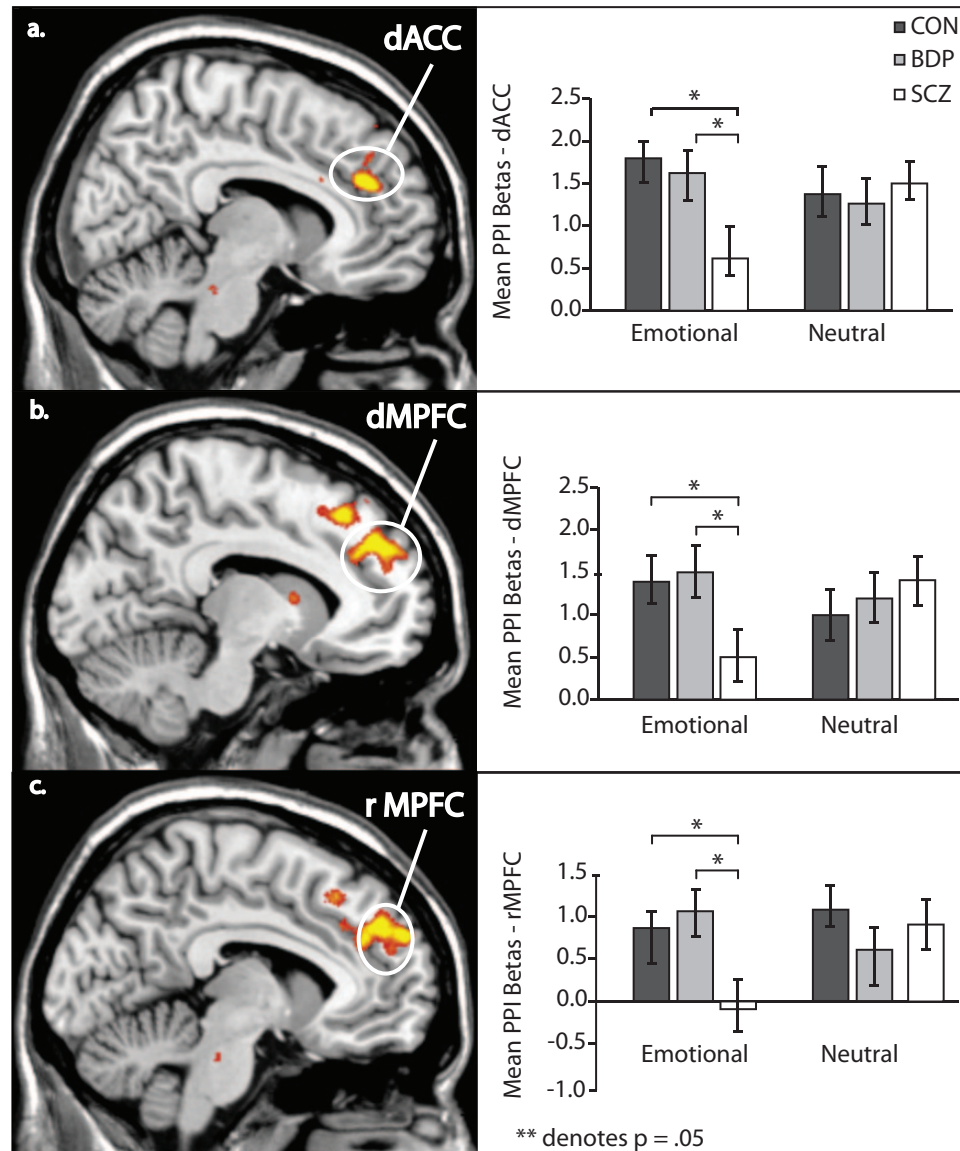 a.
dACC
CON
BDP
SCZ
Mean PPI Betas - dACC
2.5
2.0
1.5
1.0
0.5
0.0
*
*
Emotional Neutral
b.
dMPFC
Mean PPI Betas - dMPFC
2.5
2.0
1.5
1.0
0.5
0.0
*
*
Emotional Neutral
c.
r MPFC
Mean PPI Betas - rMPFC
1.5
1.0
0.5
0.0
-0.5
-1.0
*
*
Emotional Neutral
** denotes p = .05